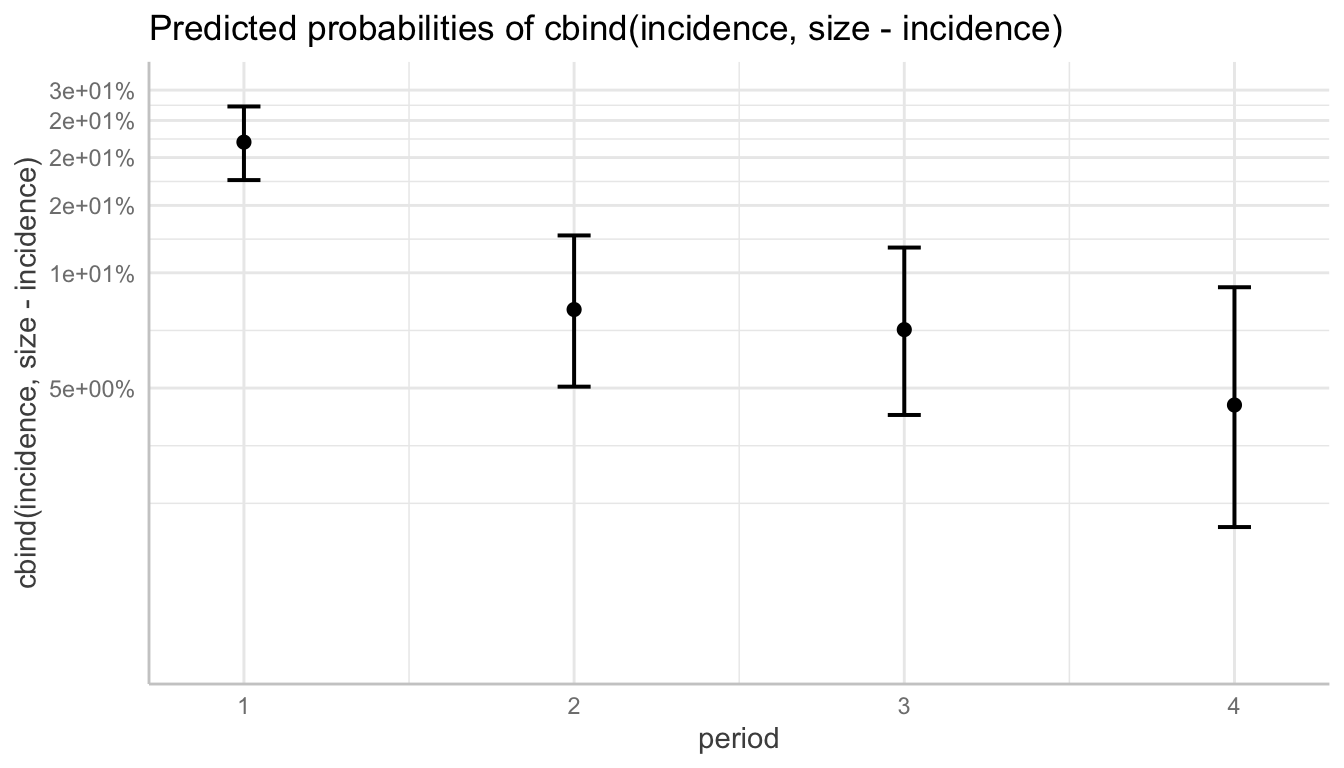 Predicted probabilities of cbind(incidence, size - incidence)
cbind(incidence, size - incidence)
3e+01%
2e+01%
2e+01%
2e+01%
1e+01%
5e+00%
1
2
3
4
period